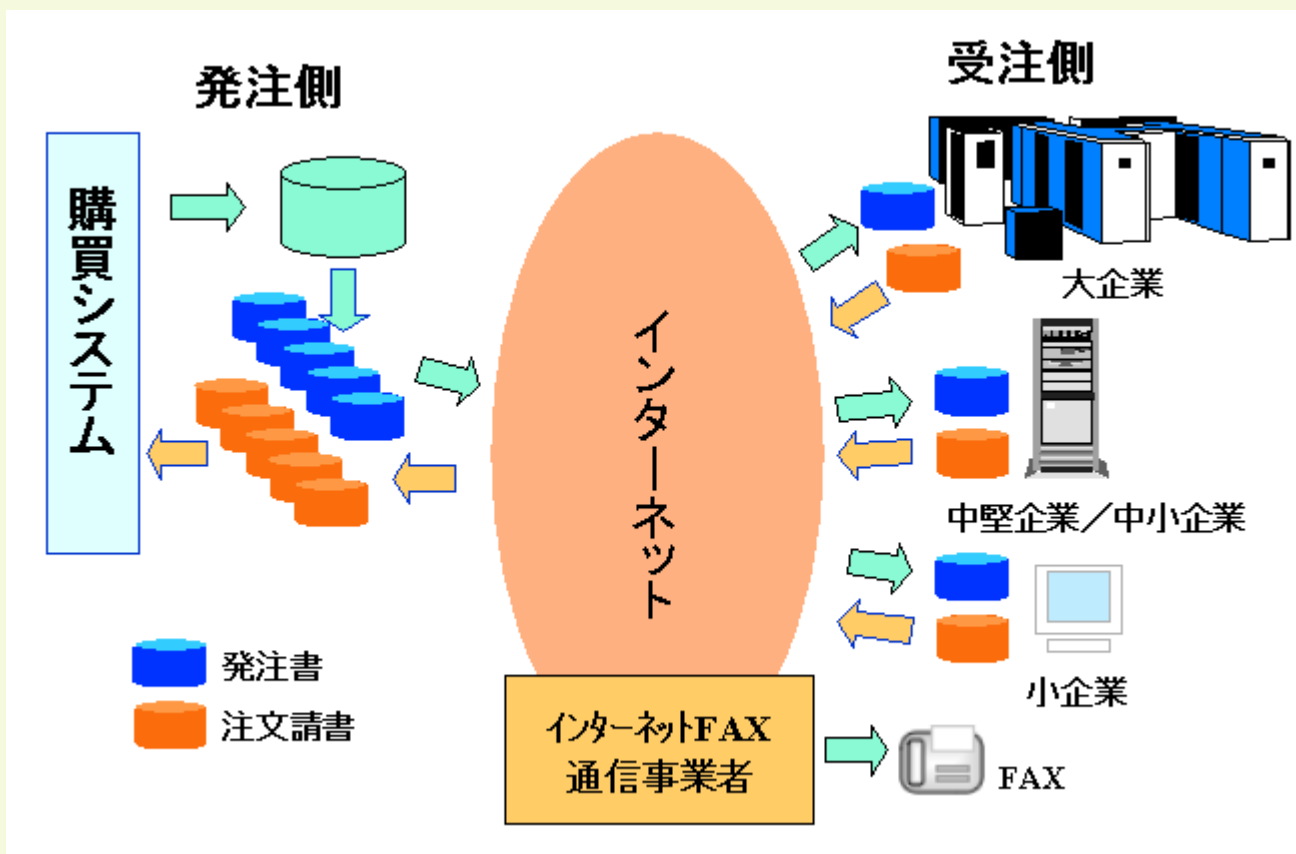 発注側
受注側
購買システム
インターネット
大企業
中堅企業／中小企業
小企業
発注書
注文請書
インターネットFAX
通信事業者
FAX